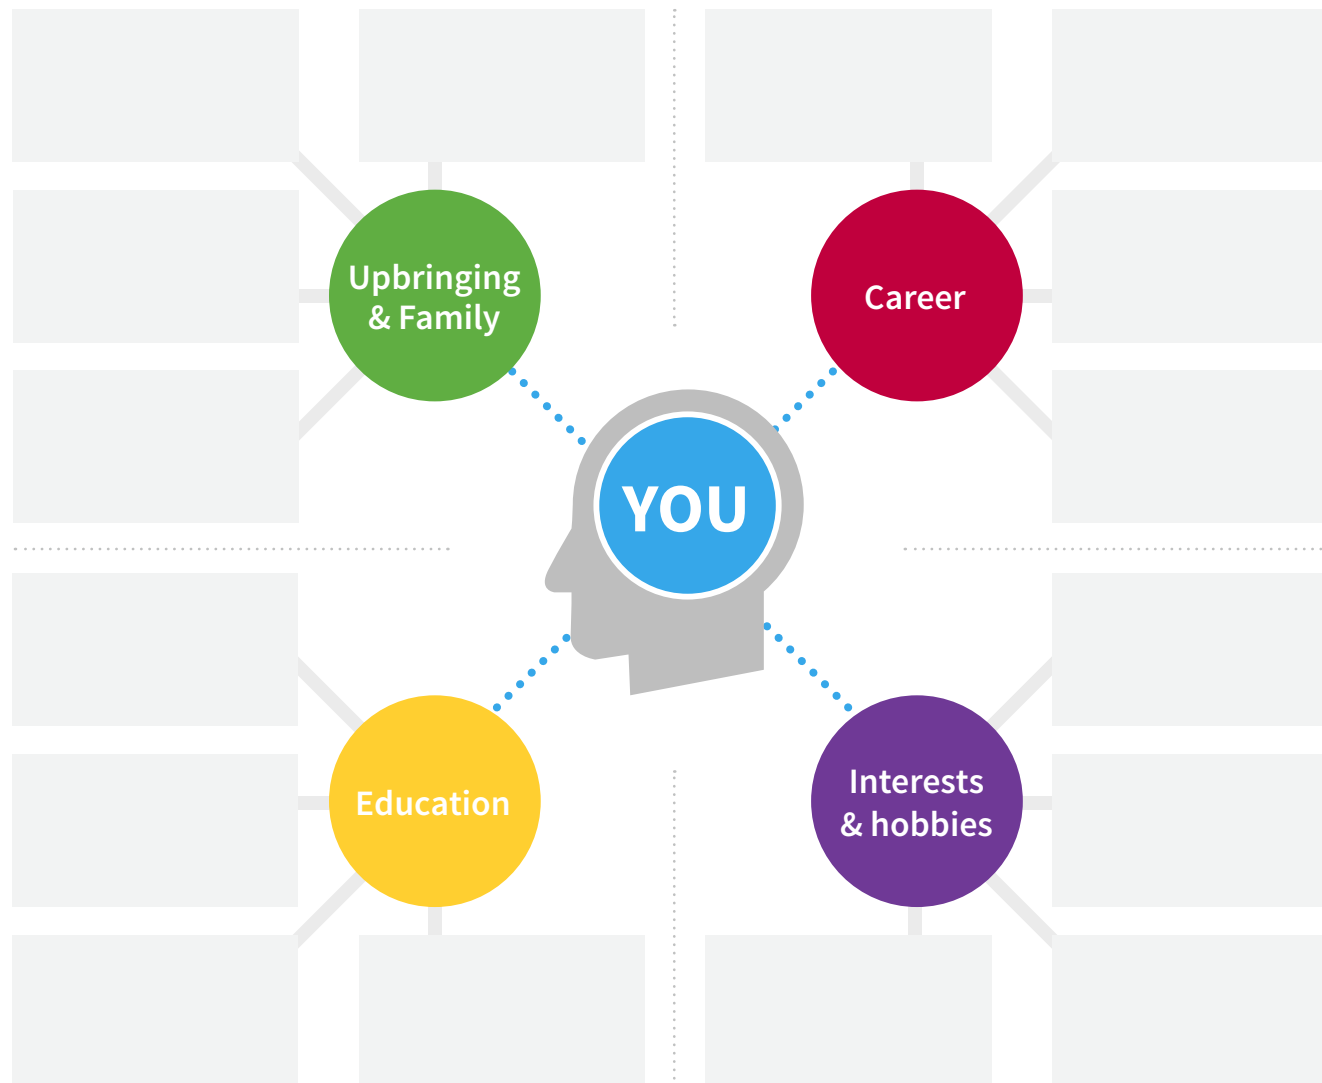 Upbringing
& Family
Career
YOU
Education
Interests
& hobbies